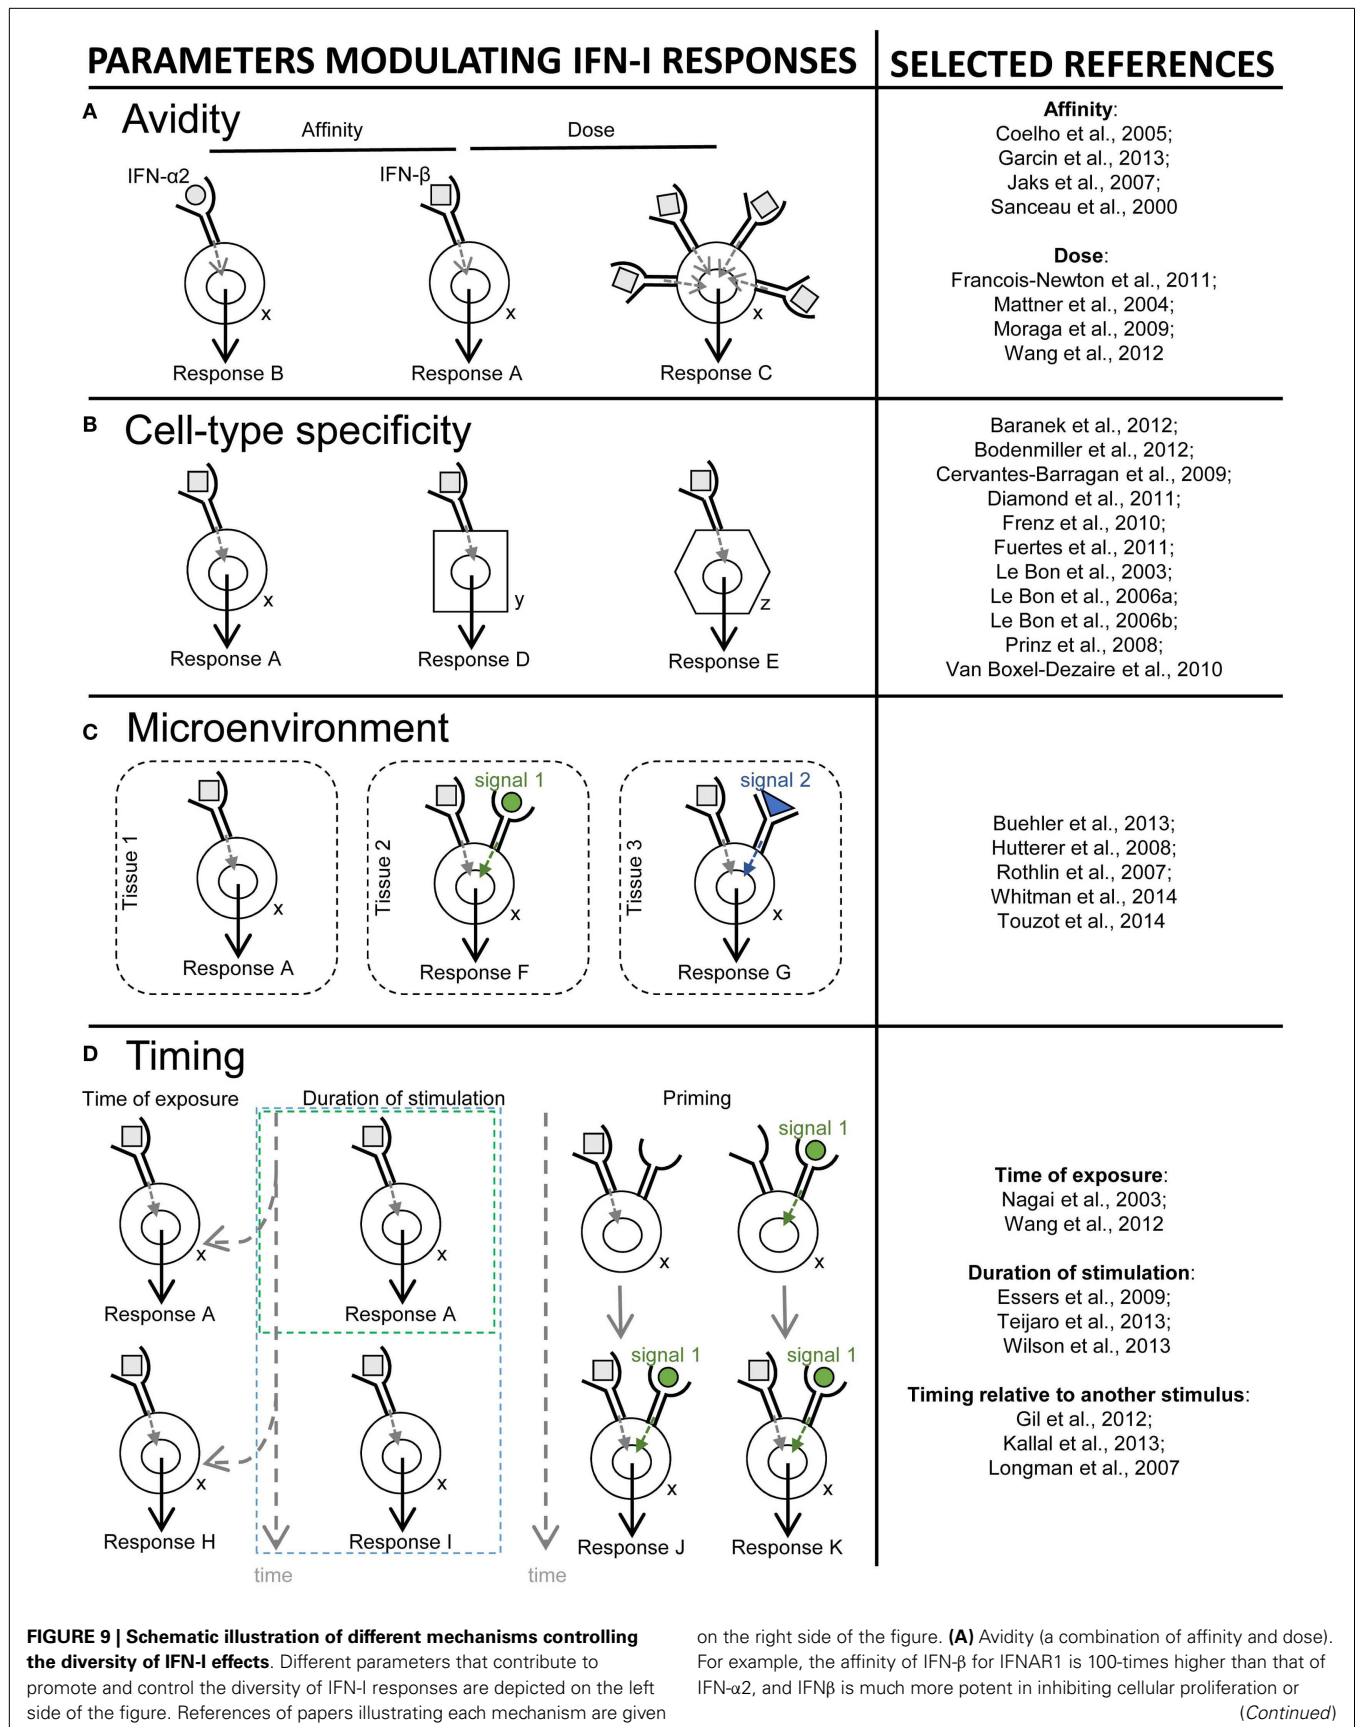 PARAMETERS MODULATING IFN-I RESPONSES
SELECTED REFERENCES
A Avidity
Affinity
Dose
IFN-α2
IFN-β
x
x
x
Response B
Response A
Response C
Affinity:
Coelho et al., 2005;
Garcin et al., 2013;
Jaks et al., 2007;
Sanceau et al., 2000
Dose:
Francois-Newton et al., 2011;
Mattner et al., 2004;
Moraga et al., 2009;
Wang et al., 2012
B Cell-type specificity
x
y
z
Response A
Response D
Response E
Baranek et al., 2012;
Bodenmiller et al., 2012;
Cervantes-Barragan et al., 2009;
Diamond et al., 2011;
Frenz et al., 2010;
Fuertes et al., 2011;
Le Bon et al., 2003;
Le Bon et al., 2006a;
Le Bon et al., 2006b;
Prinz et al., 2008;
Van Boxel-Dezaire et al., 2010
C Microenvironment
Tissue 1
x
Response A
Tissue 2
signal 1
x
Response F
Tissue 3
signal 2
x
Response G
Buehler et al., 2013;
Hutterer et al., 2008;
Rothlin et al., 2007;
Whitman et al., 2014
Touzot et al., 2014
D Timing
Time of exposure
Duration of stimulation
Priming
signal 1
x
x
x
x
Response A
Response A
signal 1
signal 1
x
x
x
x
Response H
Response I
Response J
Response K
time
time
Time of exposure:
Nagai et al., 2003;
Wang et al., 2012
Duration of stimulation:
Essers et al., 2009;
Teijaro et al., 2013;
Wilson et al., 2013
Timing relative to another stimulus:
Gil et al., 2012;
Kallal et al., 2013;
Longman et al., 2007
FIGURE 9 | Schematic illustration of different mechanisms controlling
the diversity of IFN-I effects. Different parameters that contribute to
promote and control the diversity of IFN-I responses are depicted on the left
side of the figure. References of papers illustrating each mechanism are given
on the right side of the figure. (A) Avidity (a combination of affinity and dose).
For example, the affinity of IFN-β for IFNAR1 is 100-times higher than that of
IFN-α2, and IFNβ is much more potent in inhibiting cellular proliferation or
(Continued)